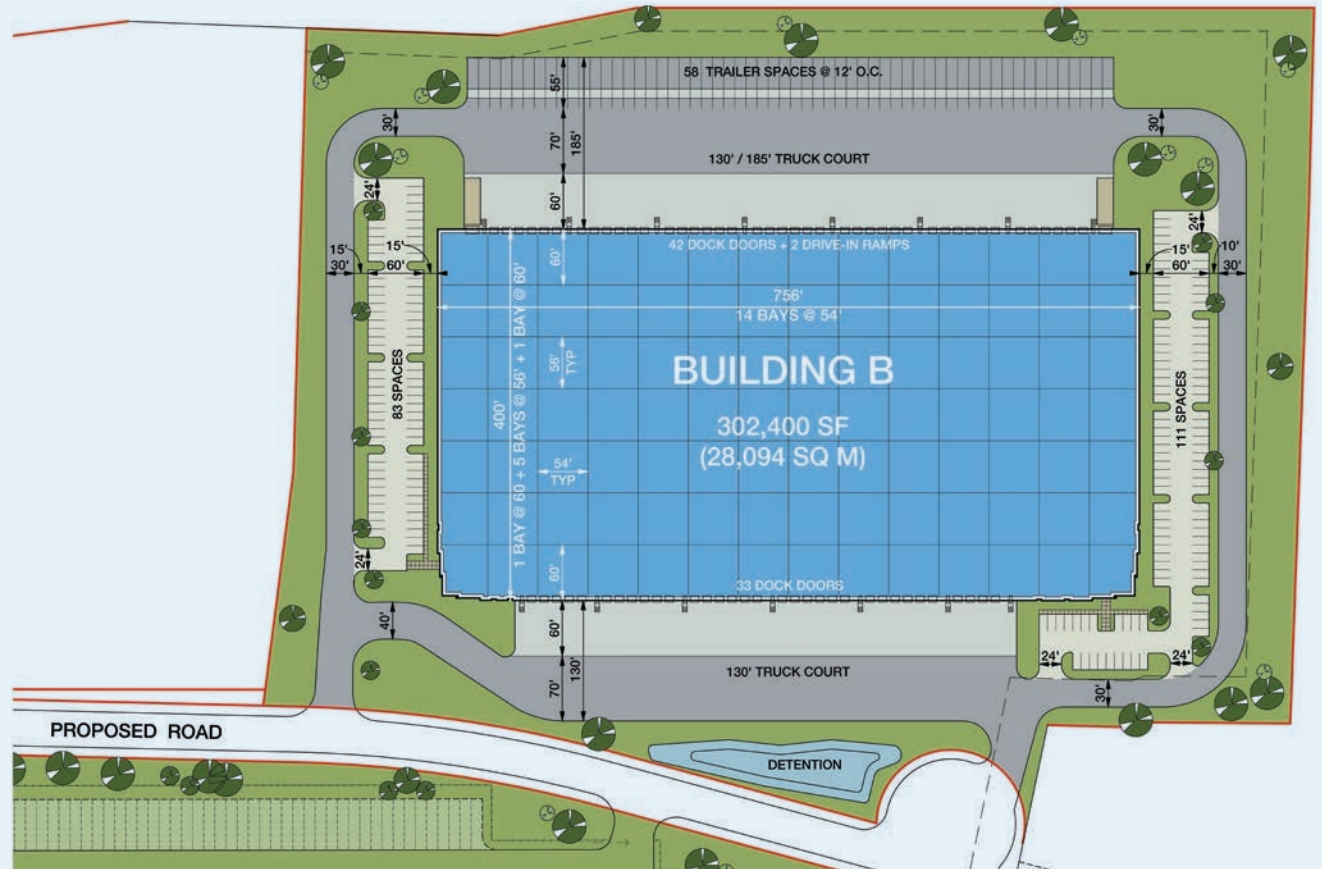 58 TRAILER SPACES @ 12' O.C.
55'
30'
70'
185'
30'
130' / 185' TRUCK COURT
24'
60'
24'
15'
30'
60'
15'
42 DOCK DOORS + 2 DRIVE-IN RAMPS
60'
15'
60'
10'
30'
756'
14 BAYS @ 54'
400'
1 BAY @ 60 + 5 BAYS @ 56' + 1 BAY @ 60'
56'
TYP
BUILDING B
302,400 SF
(28,094 SQ M)
83 SPACES
111 SPACES
54'
TYP
24'
60'
33 DOCK DOORS
40'
60'
130'
70'
130' TRUCK COURT
24'
24'
30'
PROPOSED ROAD
DETENTION